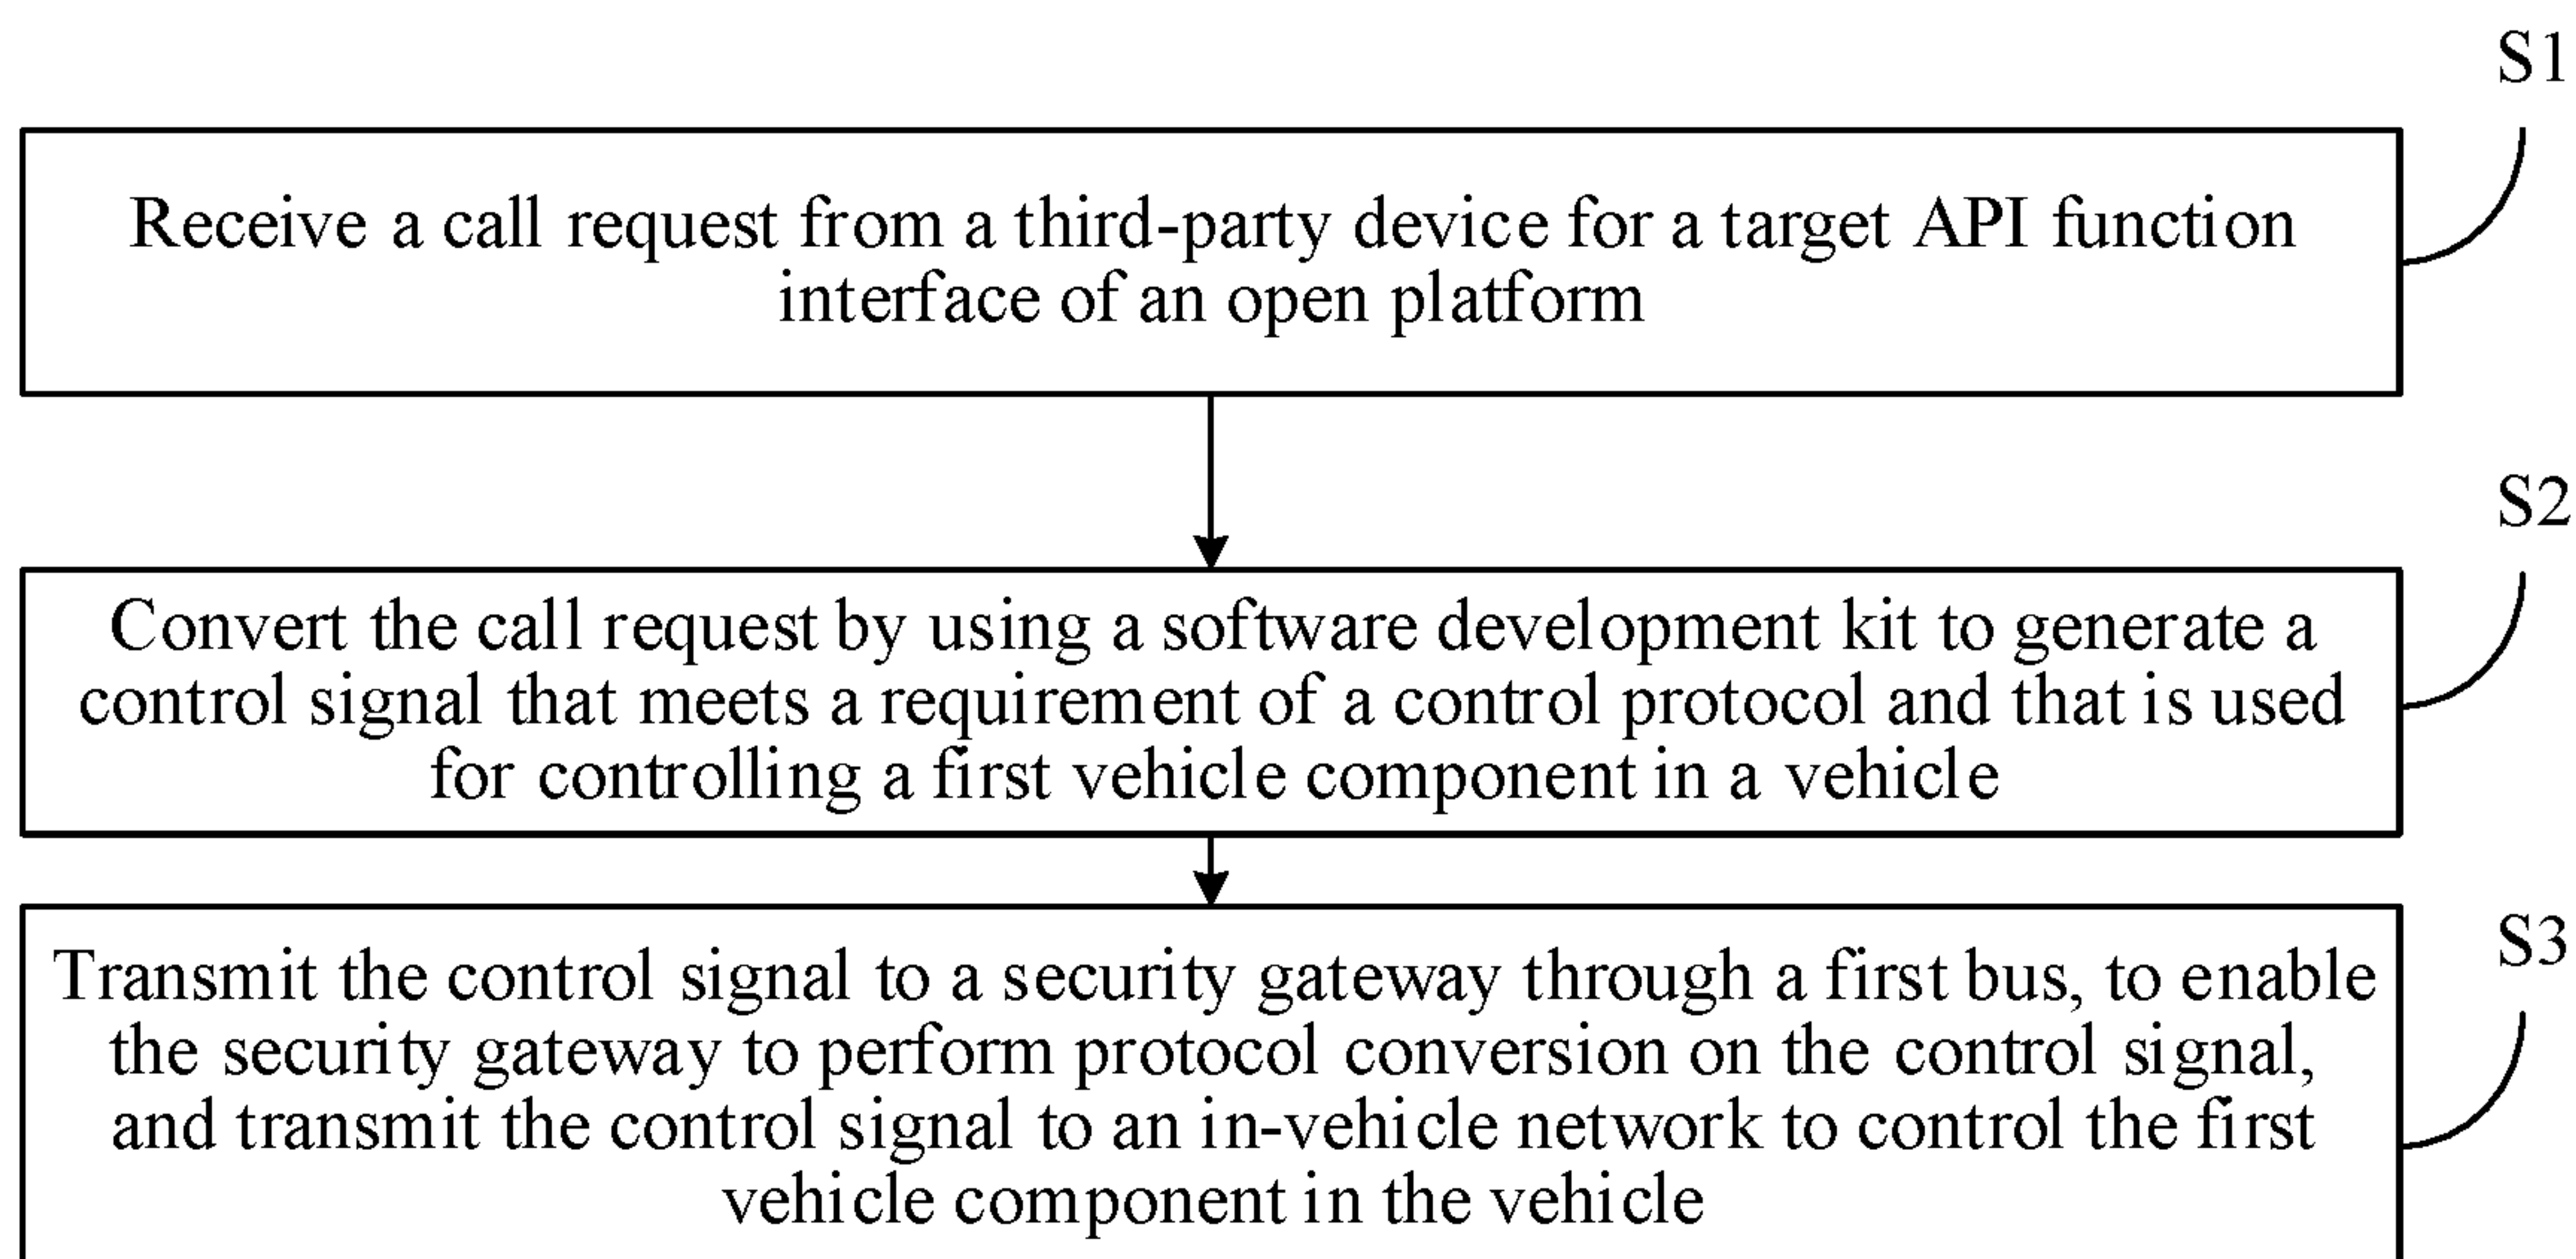 S1
Receive a call request from a third-party device for a target API function
interface of an open platform
S2
Convert the call request by using a software development kit to generate a
control signal that meets a requirement of a control protocol and that is used
for controlling a first vehicle component in a vehicle
S3
Transmit the control signal to a security gateway through a first bus, to enable
the security gateway to perform protocol conversion on the control signal,
and transmit the control signal to an in-vehicle network to control the first
vehicle component in the vehicle